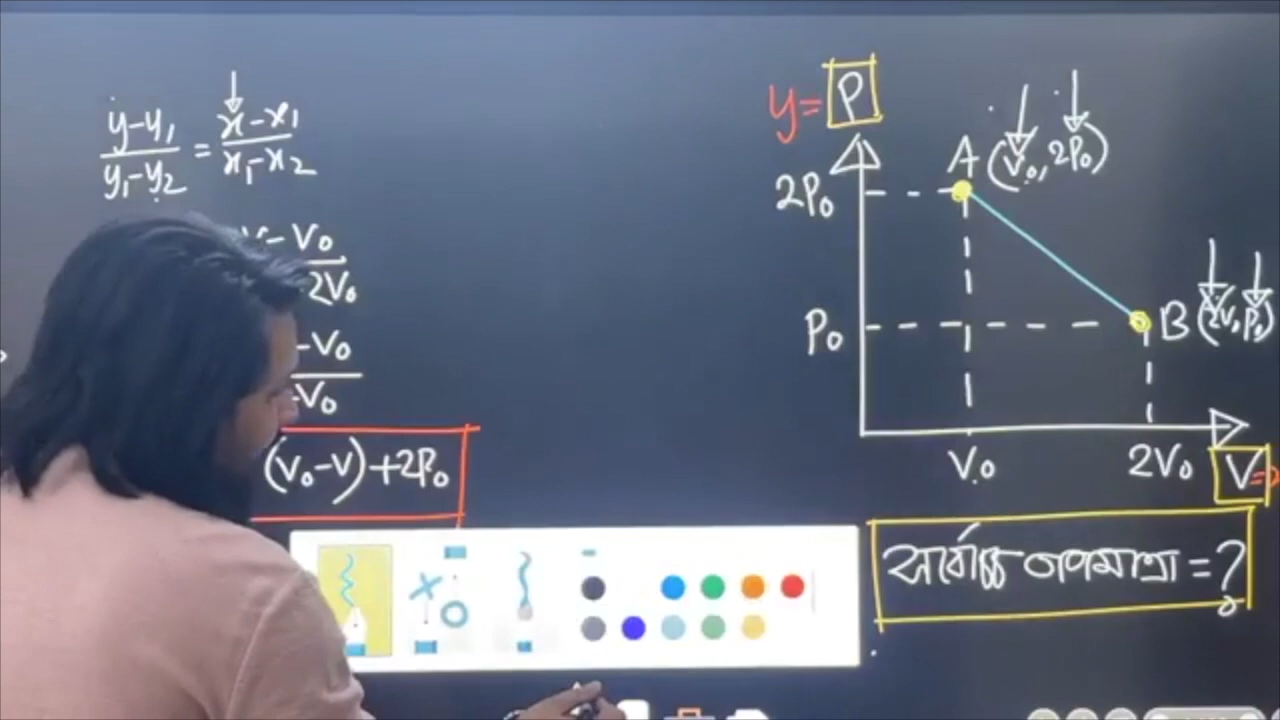 y-y₁/y₁-y₂ = x-x₁/x₁-x₂
V-V₀
2V₀
-V₀
-V₀
(V₀-V)+2P₀
y= P
A (V₀, 2P₀)
2P₀
P₀
B (2V₀, P₀)
V₀
2V₀
V=
সর্বোচ্চ তাপমাত্রা = ?